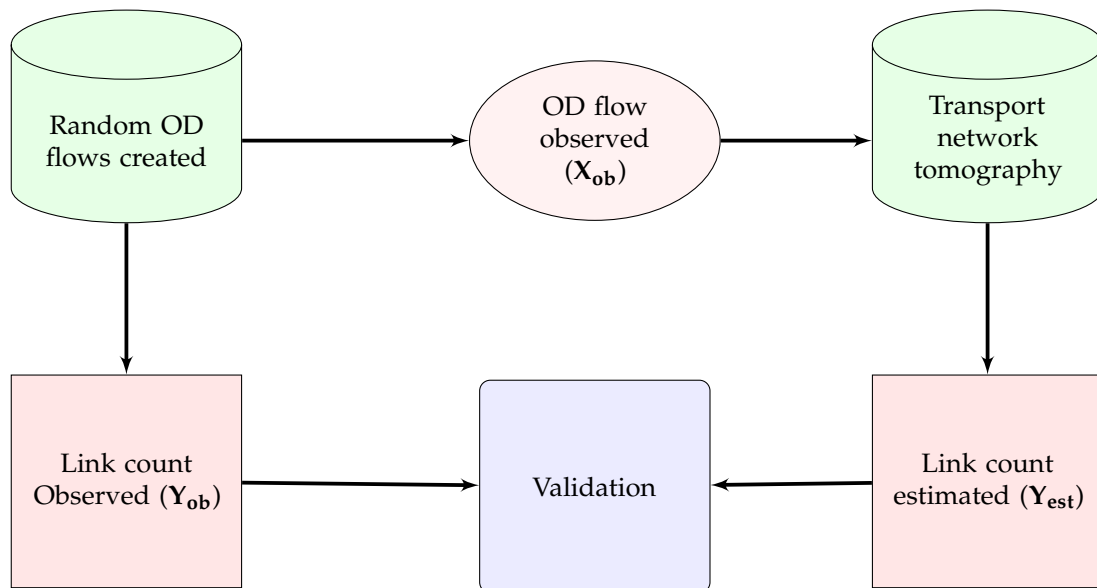 Random OD
flows created
OD flow
observed
(X_ob)
Transport
network
tomography
Link count
Observed (Y_ob)
Validation
Link count
estimated (Y_est)